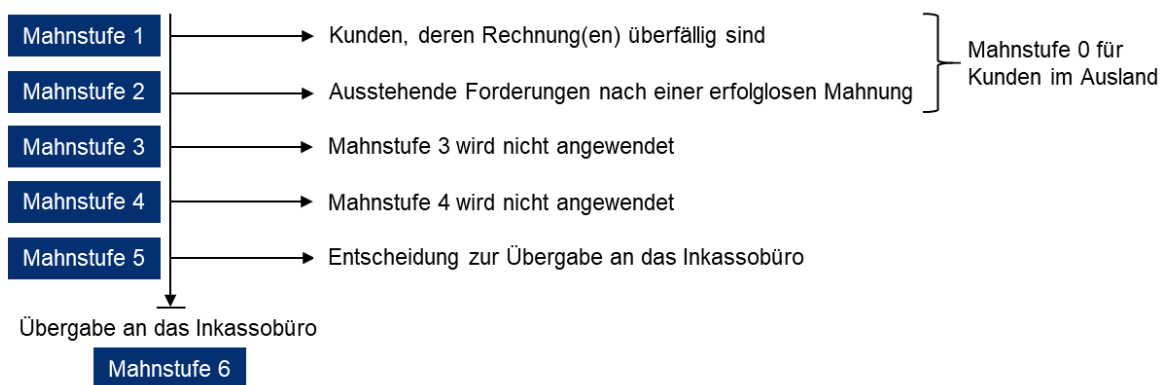 Mahnstufe 1
Kunden, deren Rechnung(en) überfällig sind
Mahnstufe 0 für
Kunden im Ausland
Mahnstufe 2
Ausstehende Forderungen nach einer erfolglosen Mahnung
Mahnstufe 3
Mahnstufe 3 wird nicht angewendet
Mahnstufe 4
Mahnstufe 4 wird nicht angewendet
Mahnstufe 5
Entscheidung zur Übergabe an das Inkassobüro
Übergabe an das Inkassobüro
Mahnstufe 6